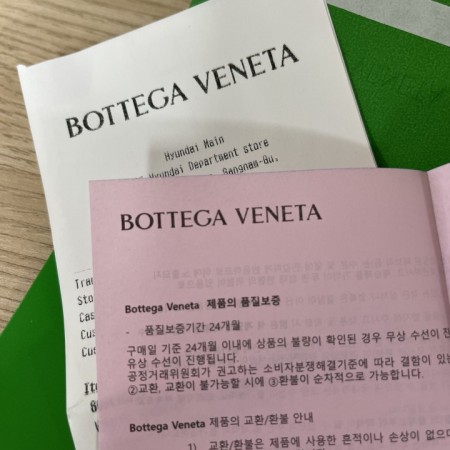 BOTTEGA VENETA
Hyundai Main
Hyundai Department store
Gangnam-Gu,
BOTTEGA VENETA
Bottega Veneta 제품의 품질보증
- 품질보증기간 24개월
구매일 기준 24개월 이내에 상품의 불량이 확인된 경우 무상 수선이 진
유상 수선이 진행됩니다.
공정거래위원회가 권고하는 소비자분쟁해결기준에 따라 결함이 있는
②교환, 교환이 불가능할 시에 ③환불이 순차적으로 가능합니다.
Bottega Veneta 제품의 교환/환불 안내
1) 교환/환불은 제품에 사용한 흔적이나 손상이 없으며